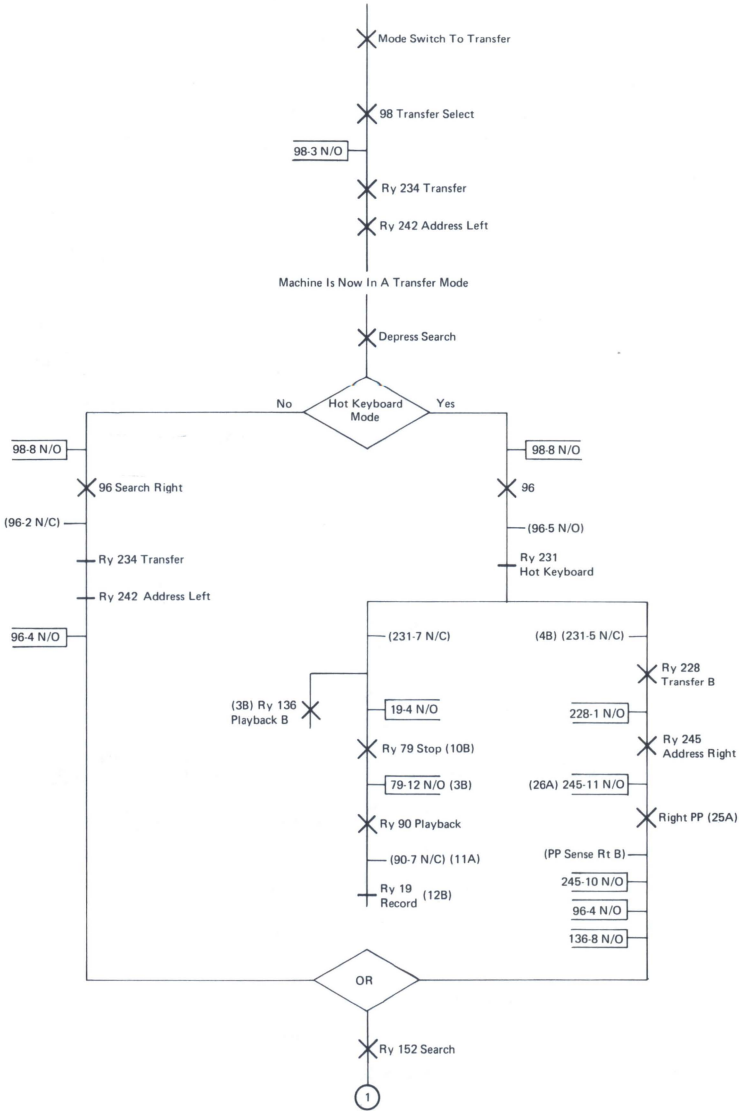 Mode Switch To Transfer
98 Transfer Select
98-3 N/O
Ry 234 Transfer
Ry 242 Address Left
Machine Is Now In A Transfer Mode
Depress Search
No
Hot Keyboard
Mode
Yes
98-8 N/O
96 Search Right
(96-2 N/C)
Ry 234 Transfer
Ry 242 Address Left
96-4 N/O
98-8 N/O
96
(96-5 N/O)
Ry 231
Hot Keyboard
(231-7 N/C)
(3B) Ry 136
Playback B
19-4 N/O
Ry 79 Stop (10B)
79-12 N/O (3B)
Ry 90 Playback
(90-7 N/C) (11A)
Ry 19
Record (12B)
(4B) (231-5 N/C)
Ry 228
Transfer B
228-1 N/O
Ry 245
Address Right
(26A) 245-11 N/O
Right PP (25A)
(PP Sense Rt B)
245-10 N/O
96-4 N/O
136-8 N/O
OR
Ry 152 Search
1